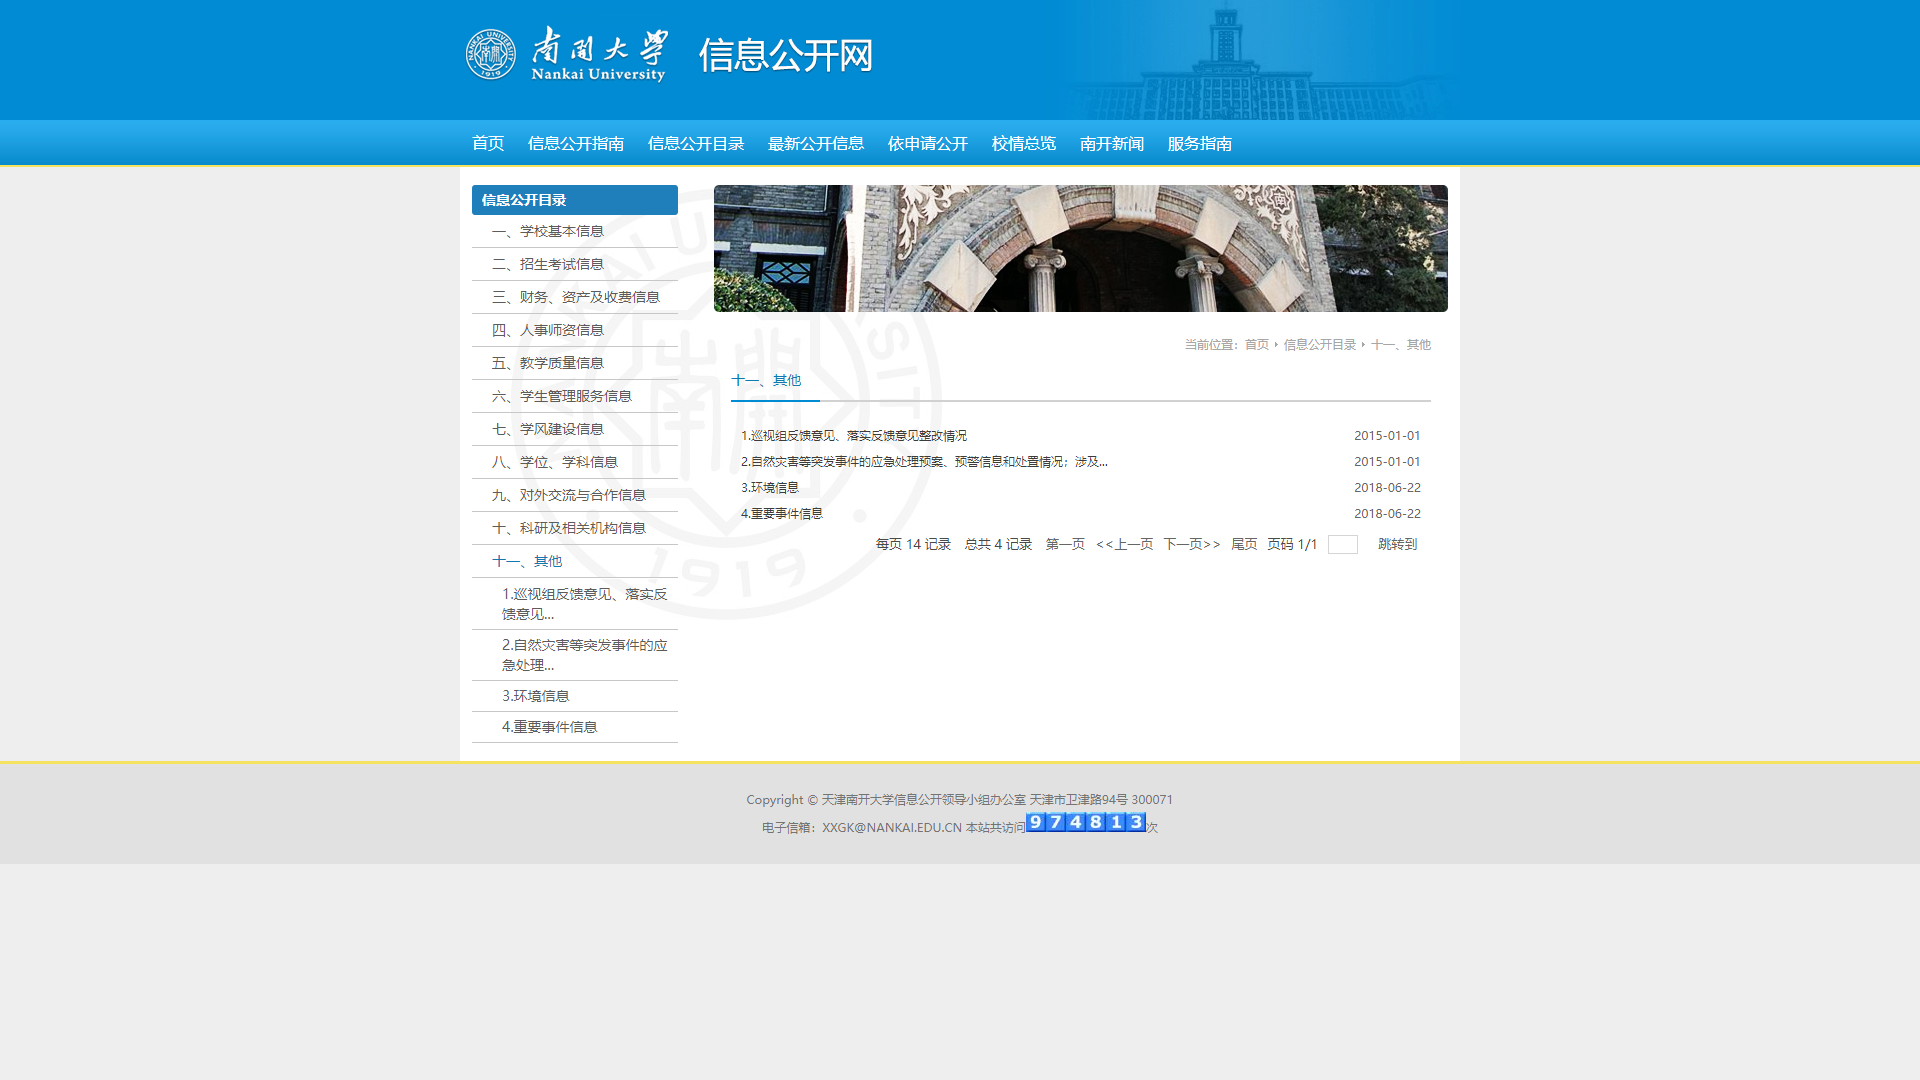 南開大学
Nankai University
信息公开网
NANKAI UNIVERSITY 1919
首页 信息公开指南 信息公开目录 最新公开信息 依申请公开 校情总览 南开新闻 服务指南
信息公开目录
一、学校基本信息
二、招生考试信息
三、财务、资产及收费信息
四、人事师资信息
五、教学质量信息
六、学生管理服务信息
七、学风建设信息
八、学位、学科信息
九、对外交流与合作信息
十、科研及相关机构信息
十一、其他
1.巡视组反馈意见、落实反
馈意见...
2.自然灾害等突发事件的应
急处理...
3.环境信息
4.重要事件信息
当前位置： 首页 信息公开目录 十一、其他
十一、其他
1.巡视组反馈意见、落实反馈意见整改情况 2015-01-01
2.自然灾害等突发事件的应急处理预案、预警信息和处置情况；涉及... 2015-01-01
3.环境信息 2018-06-22
4.重要事件信息 2018-06-22
每页 14 记录 总共 4 记录 第一页 <<上一页 下一页>> 尾页 页码 1/1 跳转到
Copyright © 天津南开大学信息公开领导小组办公室 天津市卫津路94号 300071
电子信箱：XXGK@NANKAI.EDU.CN 本站共访问974813次